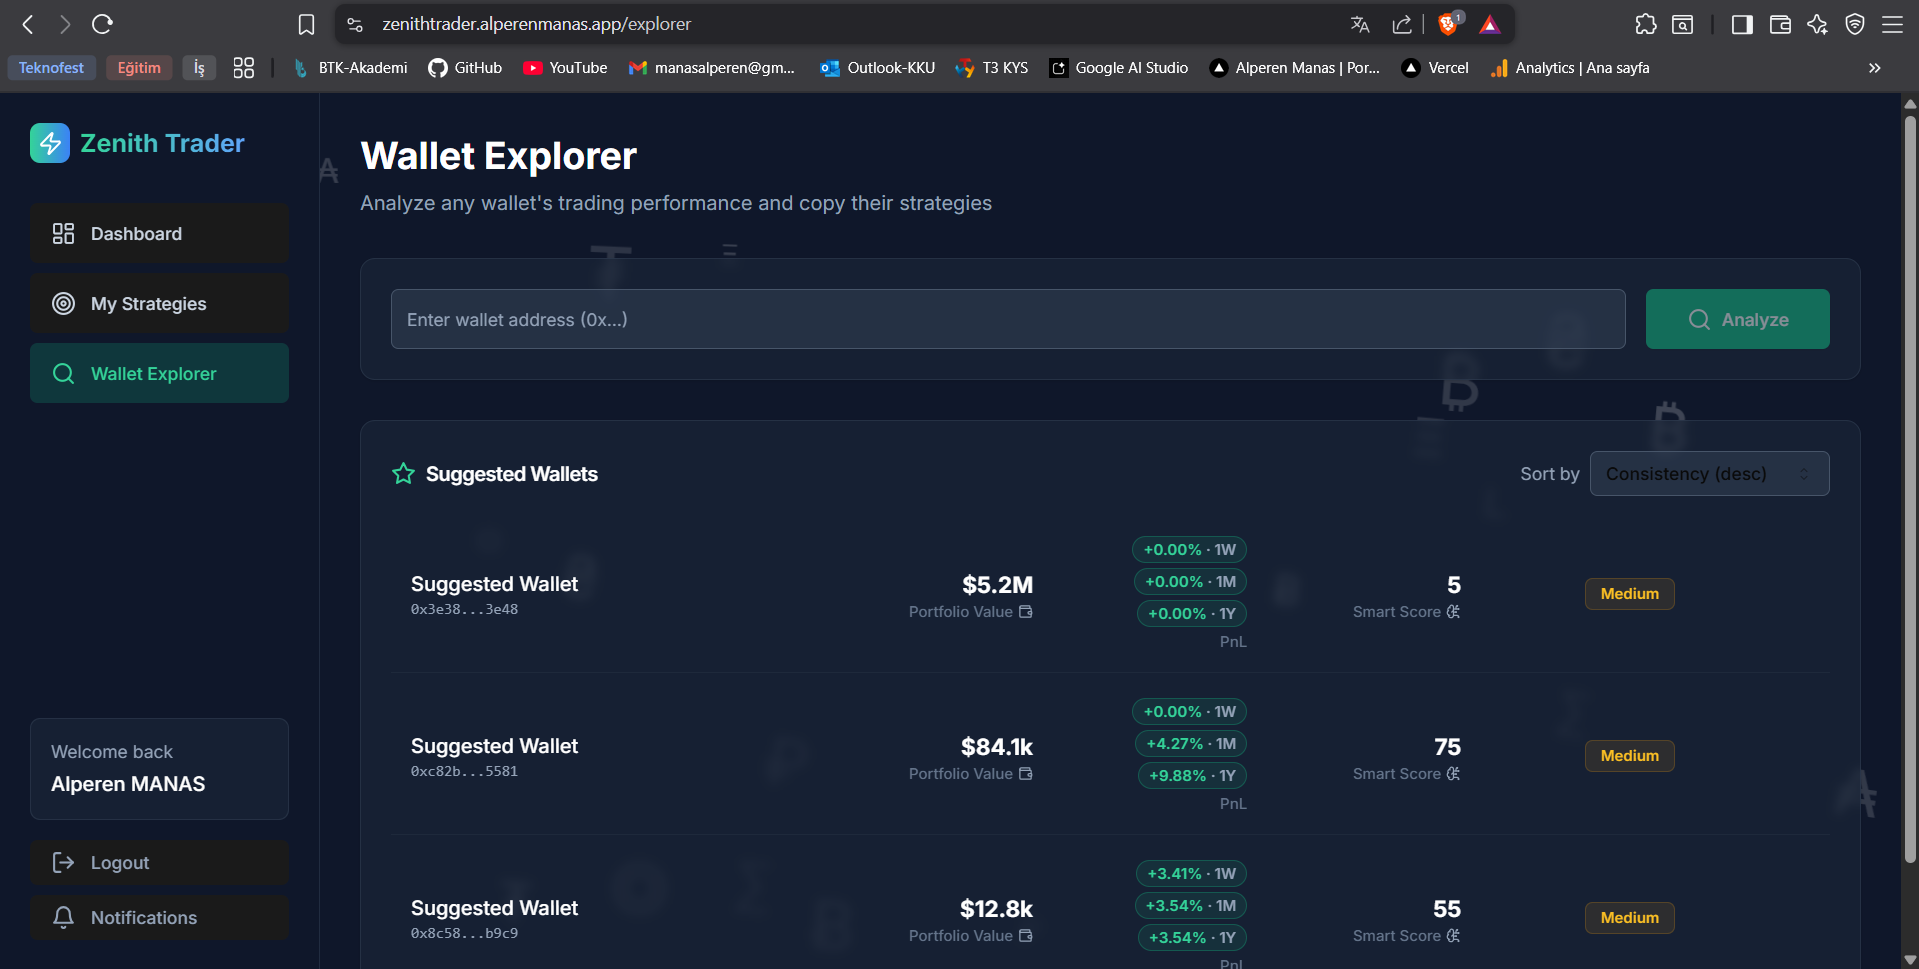 zenithtrader.alperenmanas.app/explorer
1
Teknofest
Eğitim
İş
BTK-Akademi
GitHub
YouTube
manasalperen@gm...
Outlook-KKU
T3 KYS
Google AI Studio
Alperen Manas | Por...
Vercel
Analytics | Ana sayfa
»
Zenith Trader
Dashboard
My Strategies
Wallet Explorer
Welcome back
Alperen MANAS
Logout
Notifications
Wallet Explorer
Analyze any wallet's trading performance and copy their strategies
Enter wallet address (0x...)
Analyze
Suggested Wallets
Sort by
Consistency (desc)
Suggested Wallet
0x3e38...3e48
$5.2M
Portfolio Value
+0.00% · 1W
+0.00% · 1M
+0.00% · 1Y
PnL
5
Smart Score
Medium
Suggested Wallet
0xc82b...5581
$84.1k
Portfolio Value
+0.00% · 1W
+4.27% · 1M
+9.88% · 1Y
PnL
75
Smart Score
Medium
Suggested Wallet
0x8c58...b9c9
$12.8k
Portfolio Value
+3.41% · 1W
+3.54% · 1M
+3.54% · 1Y
PnL
55
Smart Score
Medium